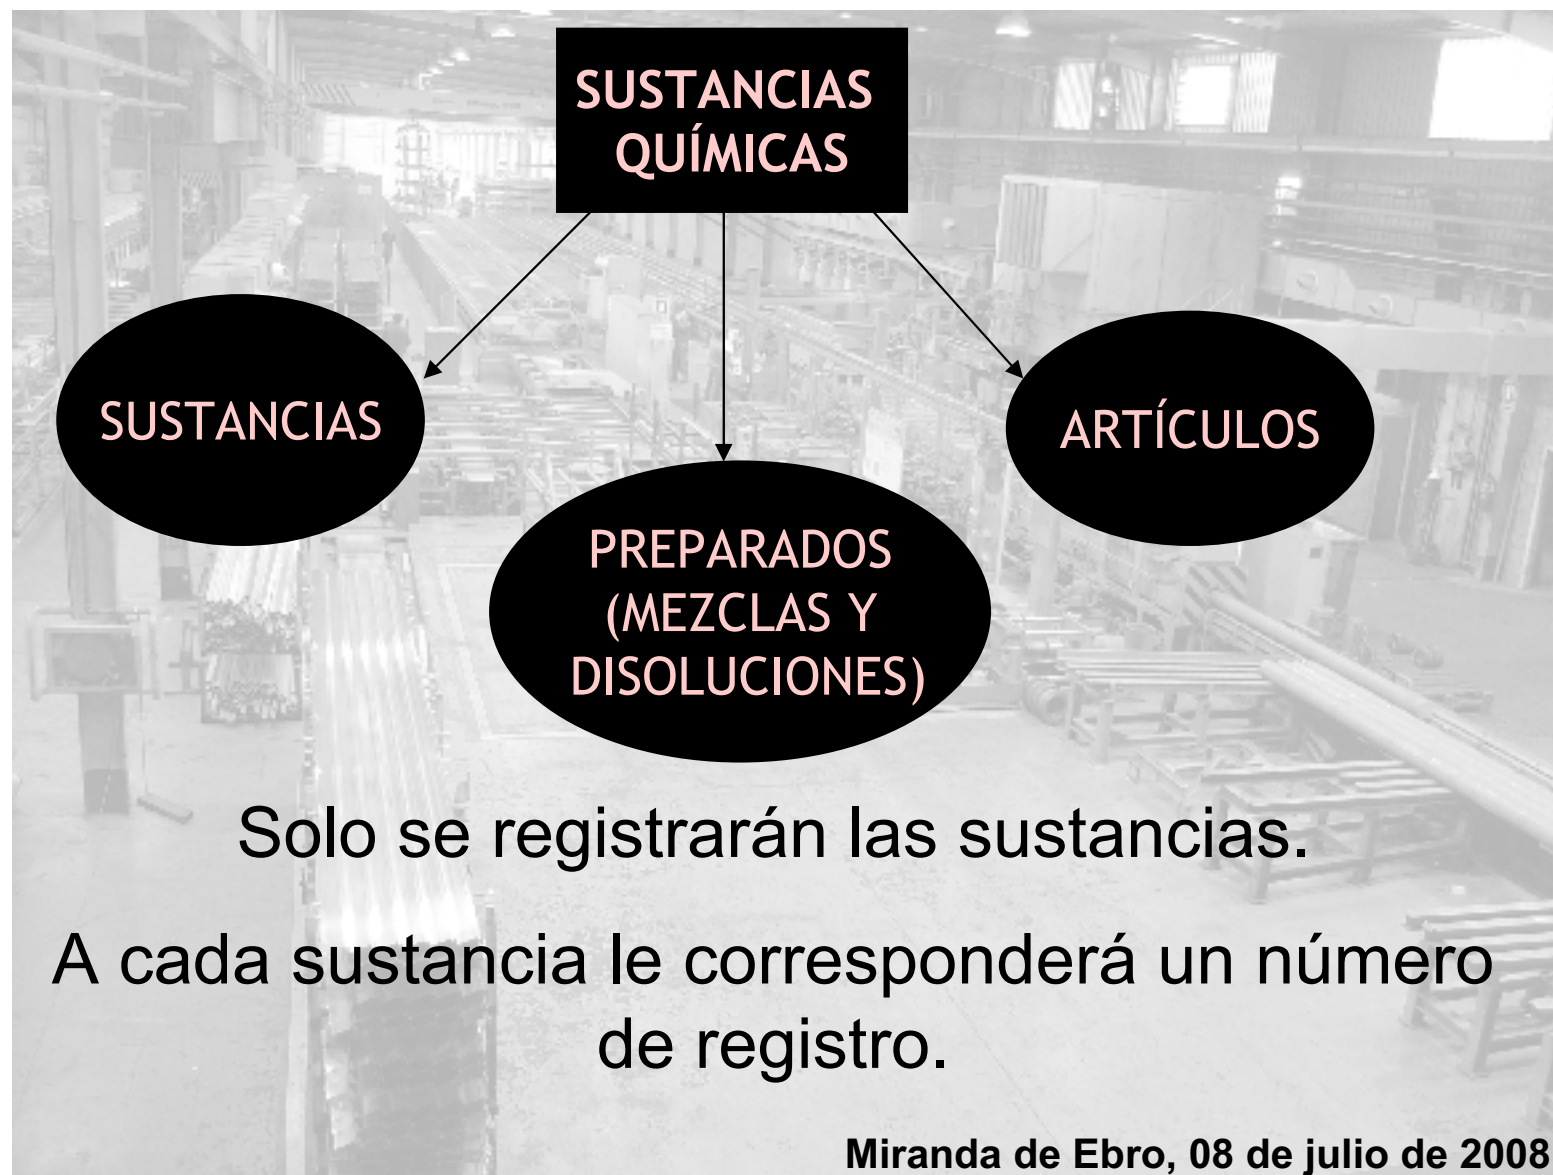 SUSTANCIAS
QUÍMICAS
SUSTANCIAS
ARTÍCULOS
PREPARADOS
(MEZCLAS Y
DISOLUCIONES)
Solo se registrarán las sustancias.
A cada sustancia le corresponderá un número
de registro.
Miranda de Ebro, 08 de julio de 2008